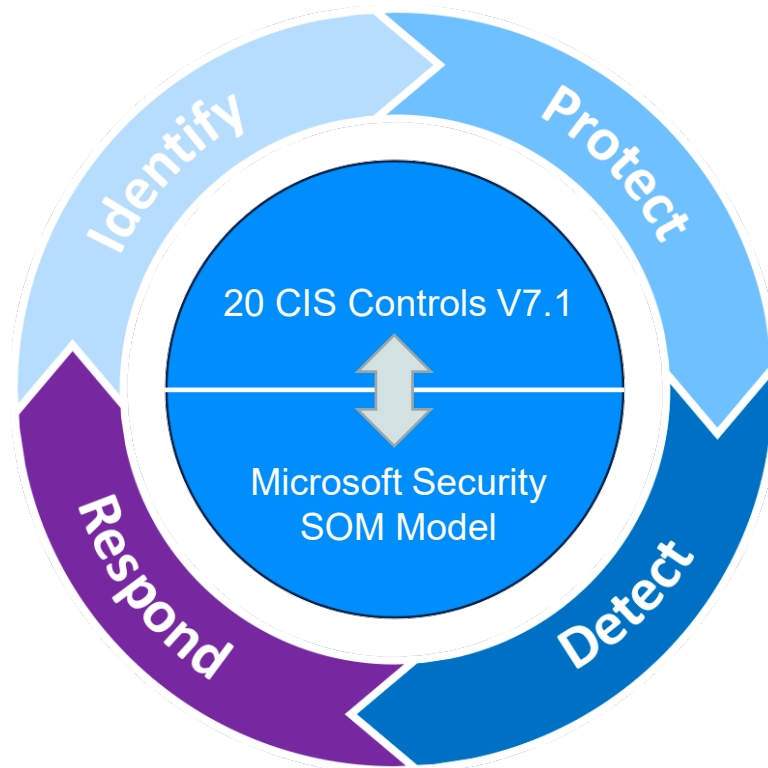 Identify
Protect
20 CIS Controls V7.1
Microsoft Security
SOM Model
Respond
Detect